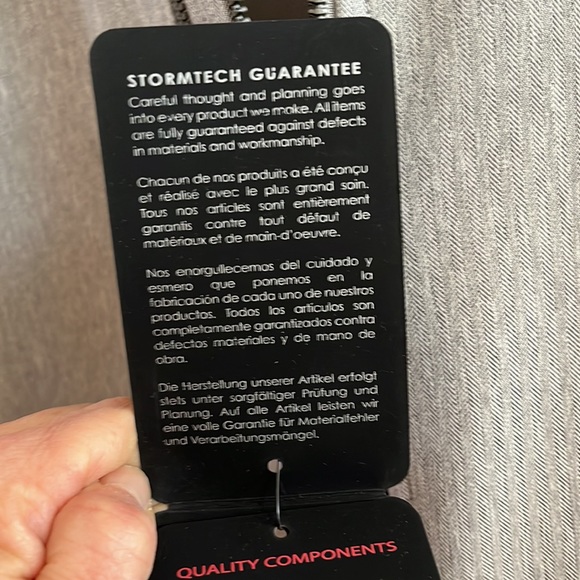 STORMTECH GUARANTEE
Careful thought and planning goes
into every product we make. All items
are fully guaranteed against defects
in materials and workmanship.
Chacun de nos produits a été conçu
et réalisé avec le plus grand soin.
Tous nos articles sont entièrement
garantis contre tout défaut de
matériaux et de main-d'oeuvre.
Nos enorgullecemos del cuidado y
esmero que ponemos en la
fabricación de cada uno de nuestros
productos. Todos los artículos son
completamente garantizados contra
defectos materiales y de mano de
obra.
Die Herstellung unserer Artikel erfolgt
stets unter sorgfältiger Prüfung und
Planung. Auf alle Artikel leisten wir
eine volle Garantie für Materialfehler
und Verarbeitungsmängel.
QUALITY COMPONENTS